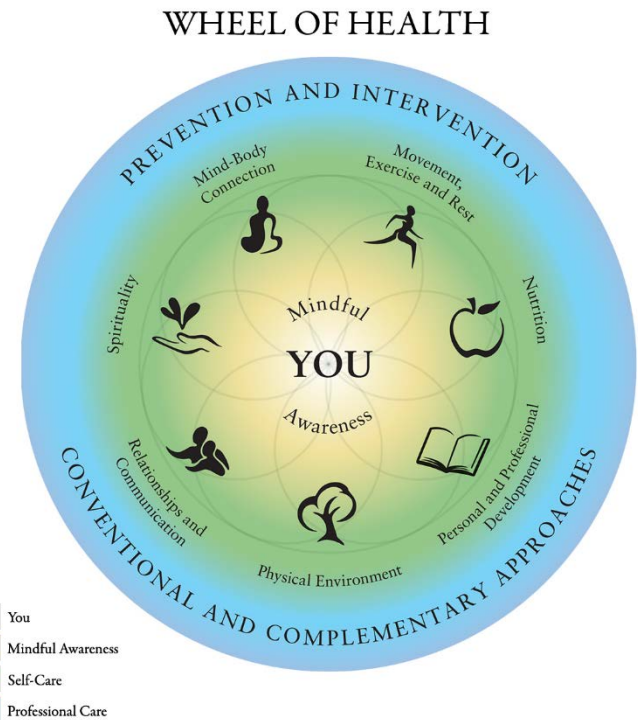 WHEEL OF HEALTH
PREVENTION AND INTERVENTION
Mind-Body
Connection
Movement,
Exercise and Rest
Spirituality
Nutrition
Mindful
YOU
Awareness
Relationships and
Communication
Personal and Professional
Development
Physical Environment
CONVENTIONAL AND COMPLEMENTARY APPROACHES
You
Mindful Awareness
Self-Care
Professional Care